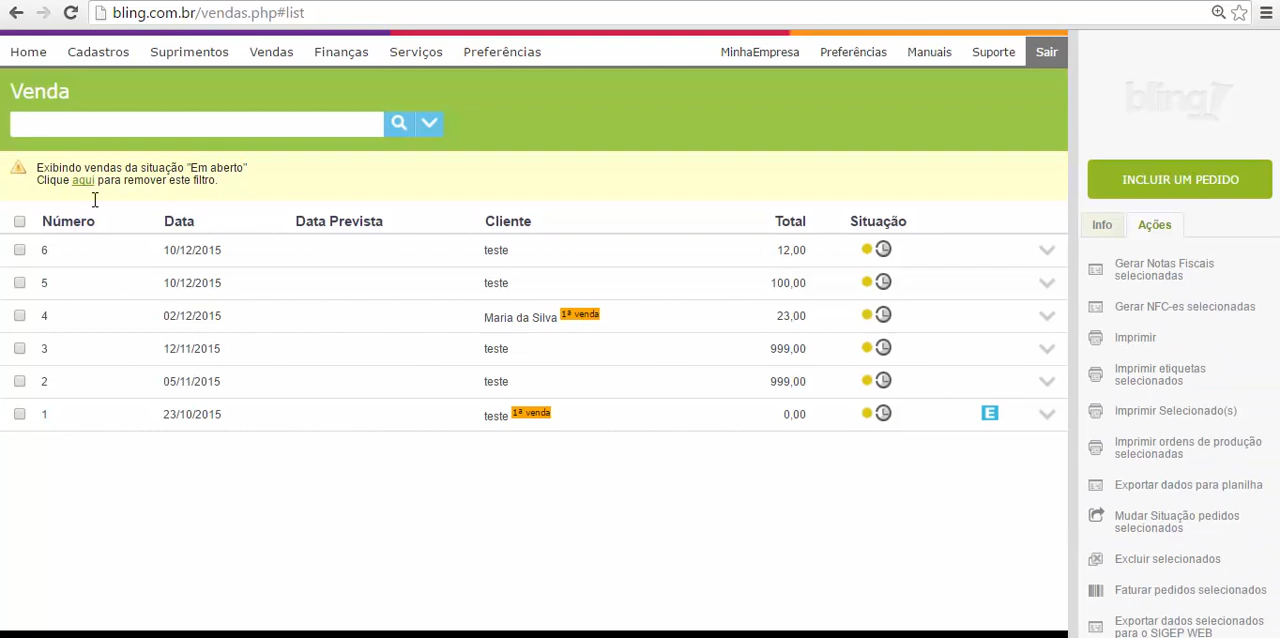 bling.com.br/vendas.php#list
Home Cadastros Suprimentos Vendas Finanças Serviços Preferências MinhaEmpresa Preferências Manuais Suporte Sair
Venda
Exibindo vendas da situação "Em aberto"
Clique aqui para remover este filtro.
Número Data Data Prevista Cliente Total Situação
6 10/12/2015 teste 12,00
5 10/12/2015 teste 100,00
4 02/12/2015 Maria da Silva 1ª venda 23,00
3 12/11/2015 teste 999,00
2 05/11/2015 teste 999,00
1 23/10/2015 teste 1ª venda 0,00 E
bling
INCLUIR UM PEDIDO
Info Ações
Gerar Notas Fiscais
selecionadas
Gerar NFC-es selecionadas
Imprimir
Imprimir etiquetas
selecionados
Imprimir Selecionado(s)
Imprimir ordens de produção
selecionadas
Exportar dados para planilha
Mudar Situação pedidos
selecionados
Excluir selecionados
Faturar pedidos selecionados
Exportar dados selecionados
para o SIGEP WEB